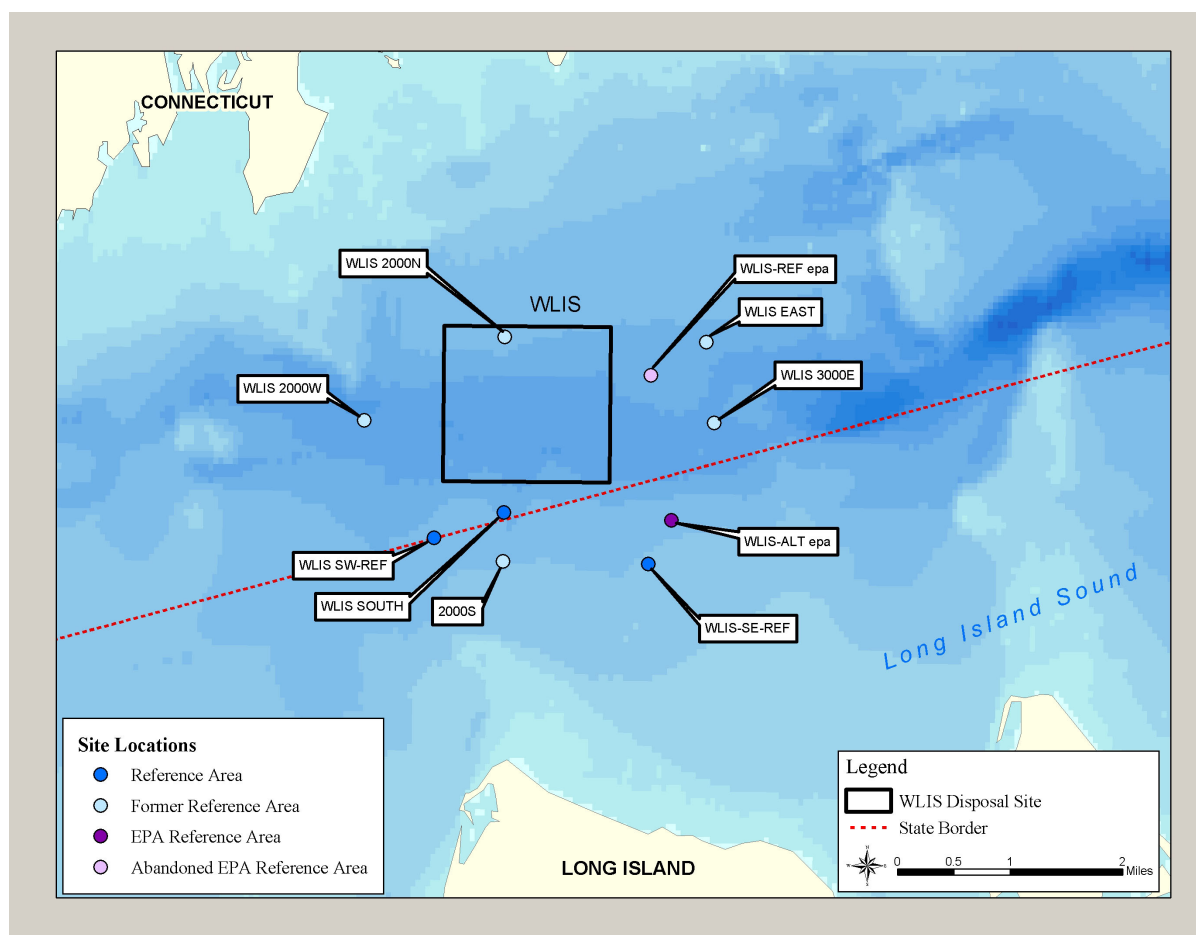 CONNECTICUT
WLIS 2000N
WLIS-REF epa
WLIS
WLIS EAST
WLIS 2000W
WLIS 3000E
WLIS-ALT epa
WLIS SW-REF
WLIS SOUTH
2000S
WLIS-SE-REF
Long Island Sound
LONG ISLAND
Site Locations
Reference Area
Former Reference Area
EPA Reference Area
Abandoned EPA Reference Area
Legend
WLIS Disposal Site
State Border
N
W E
S
0 0.5 1 2
Miles